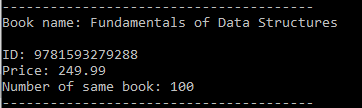 -----------------------------------------
Book name: Fundamentals of Data Structures
ID: 9781593279288
Price: 249.99
Number of same book: 100
-----------------------------------------